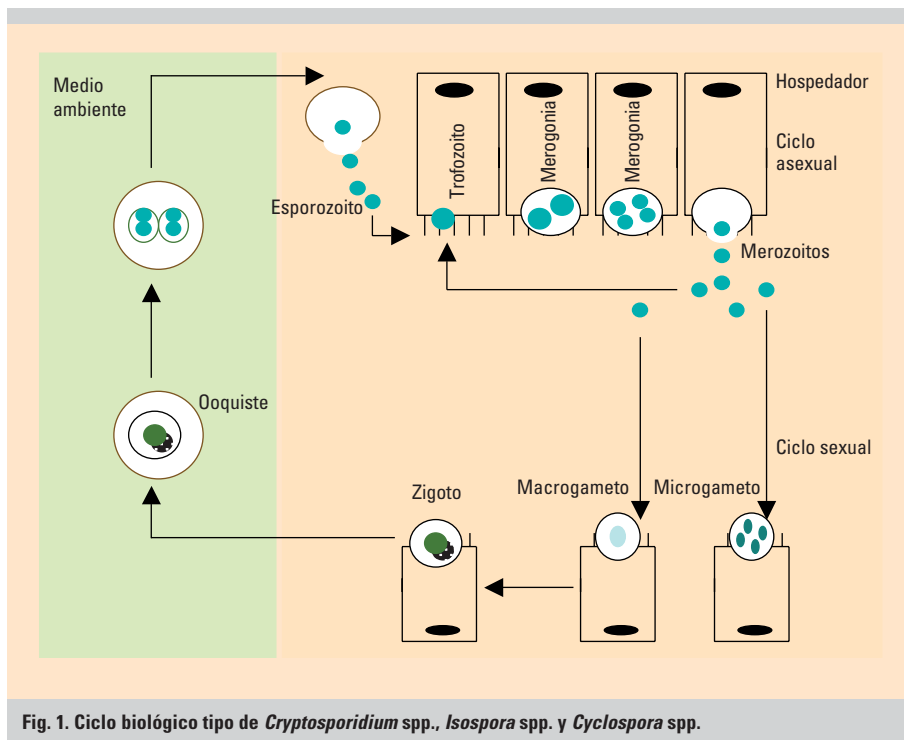 Medio
ambiente
Esporozoito
Trofozoito
Merogonia
Merogonia
Hospedador
Ciclo
asexual
Merozoitos
Ooquiste
Ciclo sexual
Zigoto
Macrogameto
Microgameto
Fig. 1. Ciclo biológico tipo de Cryptosporidium spp., Isospora spp. y Cyclospora spp.